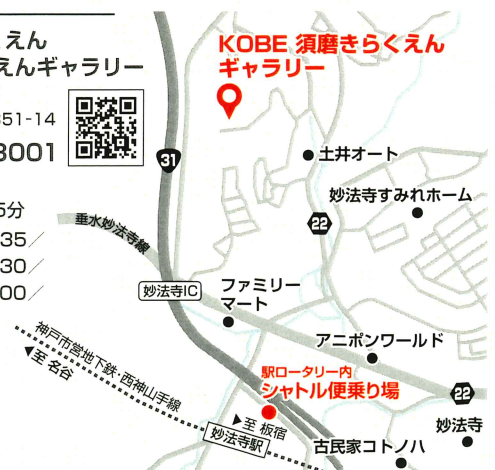 えん
えんギャラリー
351-14
3001
5分
35／
30／
00／
KOBE 須磨きらくえん
ギャラリー
31
土井オート
妙法寺すみれホーム
22
垂水妙法寺線
妙法寺IC
ファミリー
マート
アニポンワールド
神戸市営地下鉄・西神山手線
至 名谷
駅ロータリー内
シャトル便乗り場
22
至 板宿
妙法寺駅
妙法寺
古民家コトノハ